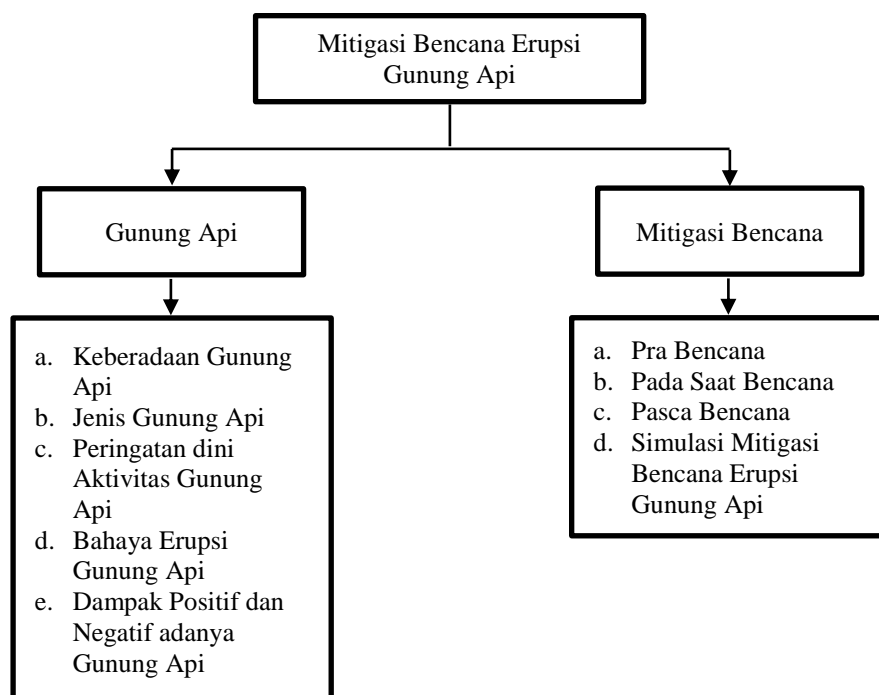 Mitigasi Bencana Erupsi
Gunung Api
Gunung Api
Mitigasi Bencana
a. Keberadaan Gunung
Api
b. Jenis Gunung Api
c. Peringatan dini
Aktivitas Gunung
Api
d. Bahaya Erupsi
Gunung Api
e. Dampak Positif dan
Negatif adanya
Gunung Api
a. Pra Bencana
b. Pada Saat Bencana
c. Pasca Bencana
d. Simulasi Mitigasi
Bencana Erupsi
Gunung Api